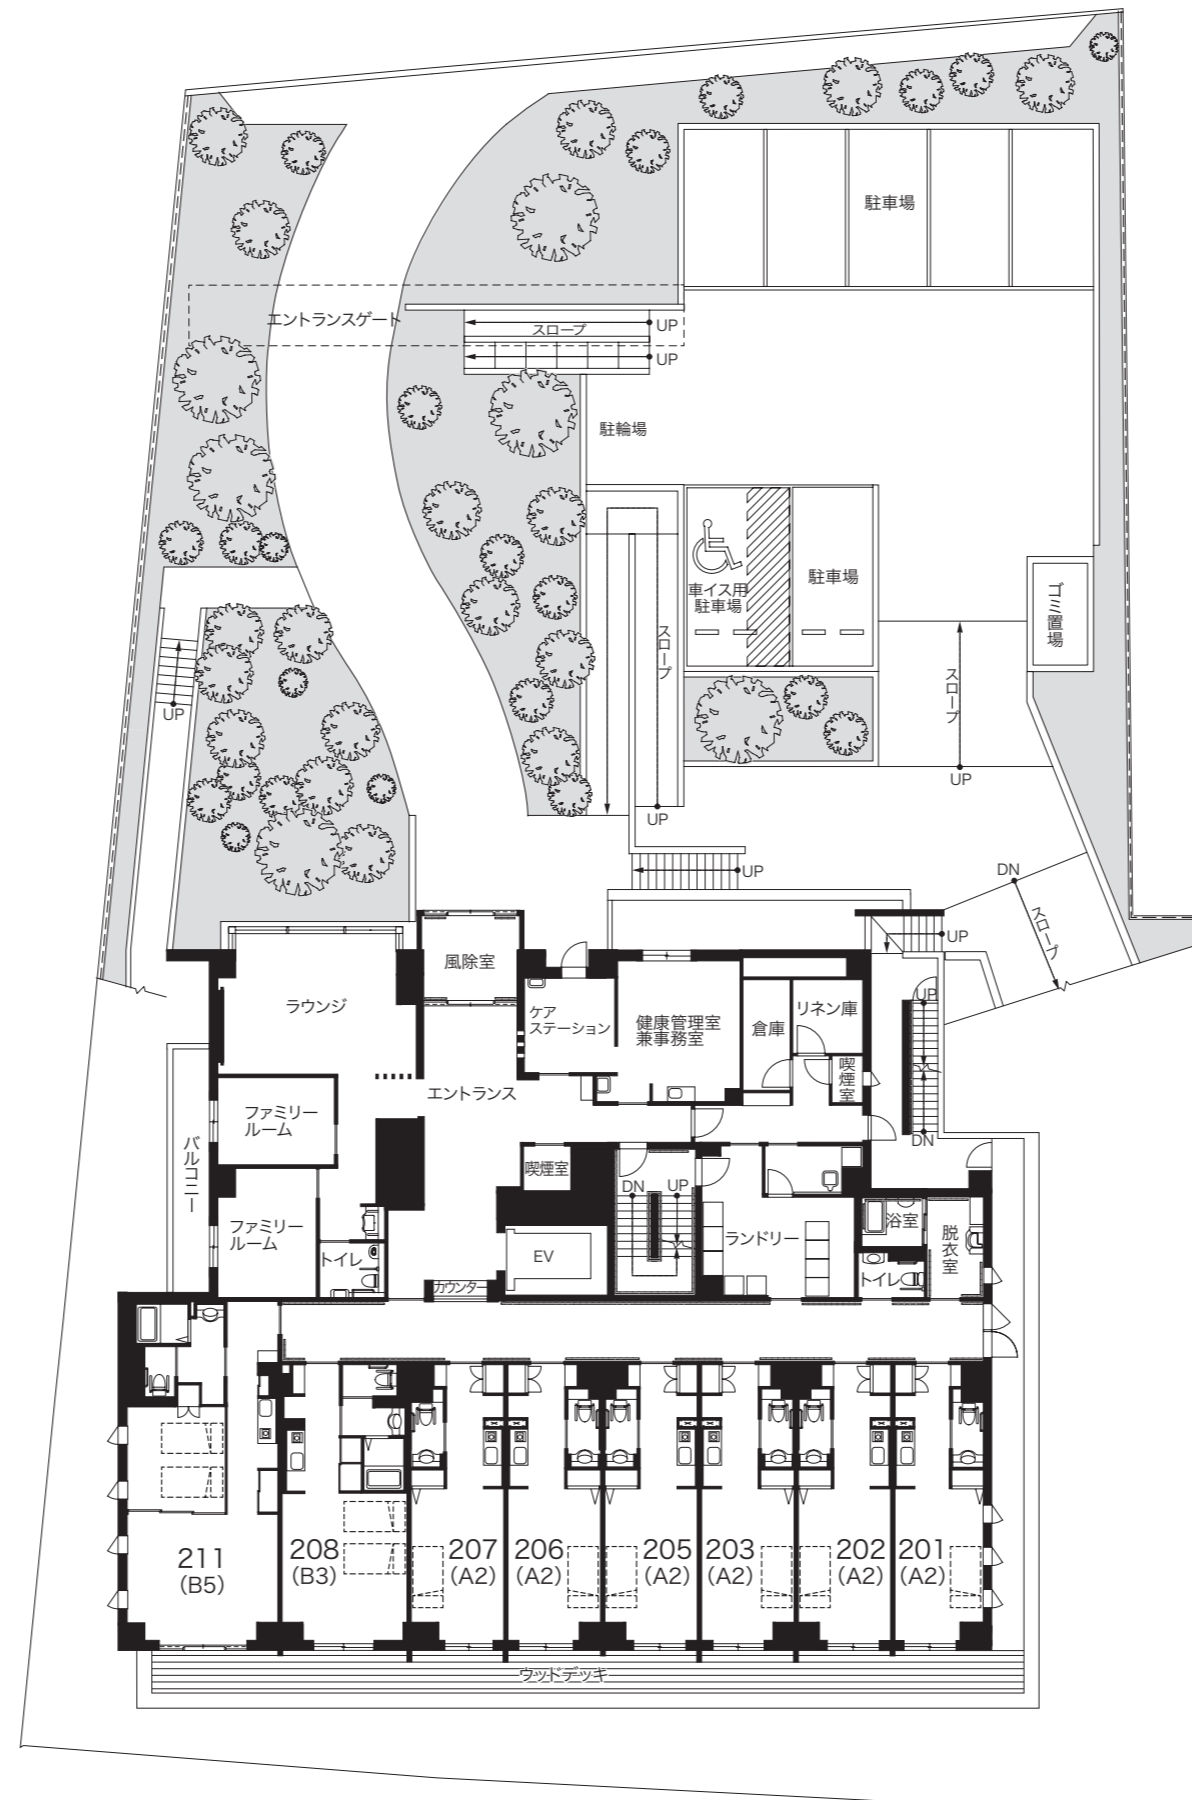 駐車場
エントランスゲート
スロープ
UP
UP
駐輪場
車イス用
駐車場
駐車場
ゴミ置場
スロープ
スロープ
UP
UP
UP
UP
DN
スロープ
UP
風除室
ラウンジ
ケア
ステーション
健康管理室
兼事務室
倉庫
リネン庫
喫煙室
UP
DN
エントランス
ファミリー
ルーム
バルコニー
喫煙室
DN
UP
ファミリー
ルーム
トイレ
EV
ランドリー
浴室
脱衣室
トイレ
カウンター
211
(B5)
208
(B3)
207
(A2)
206
(A2)
205
(A2)
203
(A2)
202
(A2)
201
(A2)
ウッドデッキ